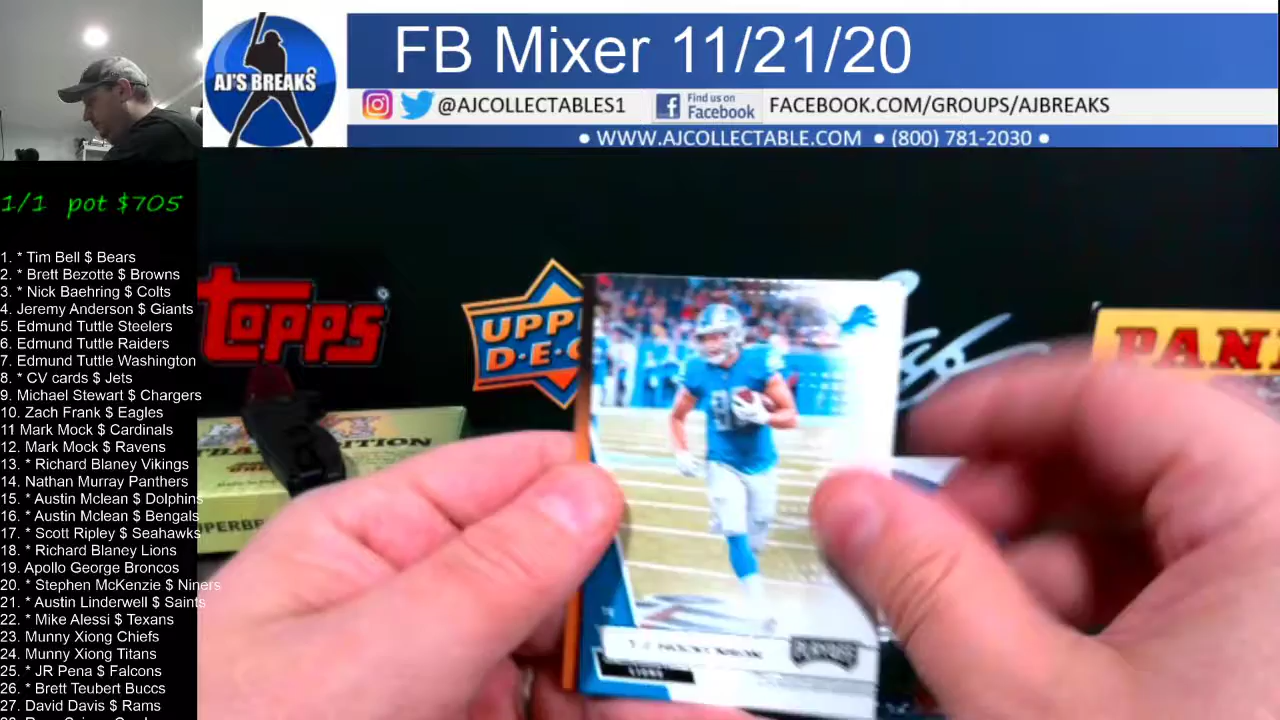 FB Mixer 11/21/20
AJ'S BREAKS
@AJCOLLECTABLES1
Find us on
Facebook
FACEBOOK.COM/GROUPS/AJBREAKS
• WWW.AJCOLLECTABLE.COM • (800) 781-2030 •
1/1 pot $705
1. * Tim Bell $ Bears
2. * Brett Bezotte $ Browns
3. * Nick Baehring $ Colts
4. Jeremy Anderson $ Giants
5. Edmund Tuttle Steelers
6. Edmund Tuttle Raiders
7. Edmund Tuttle Washington
8. * CV cards $ Jets
9. Michael Stewart $ Chargers
10. Zach Frank $ Eagles
11 Mark Mock $ Cardinals
12. Mark Mock $ Ravens
13. * Richard Blaney Vikings
14. Nathan Murray Panthers
15. * Austin Mclean $ Dolphins
16. * Austin Mclean $ Bengals
17. * Scott Ripley $ Seahawks
18. * Richard Blaney Lions
19. Apollo George Broncos
20. * Stephen McKenzie $ Niners
21. * Austin Linderwell $ Saints
22. * Mike Alessi $ Texans
23. Munny Xiong Chiefs
24. Munny Xiong Titans
25. * JR Pena $ Falcons
26. * Brett Teubert Buccs
27. David Davis $ Rams
topps
UPP
D·E·C
PANI
LIONS
PLAYOFF